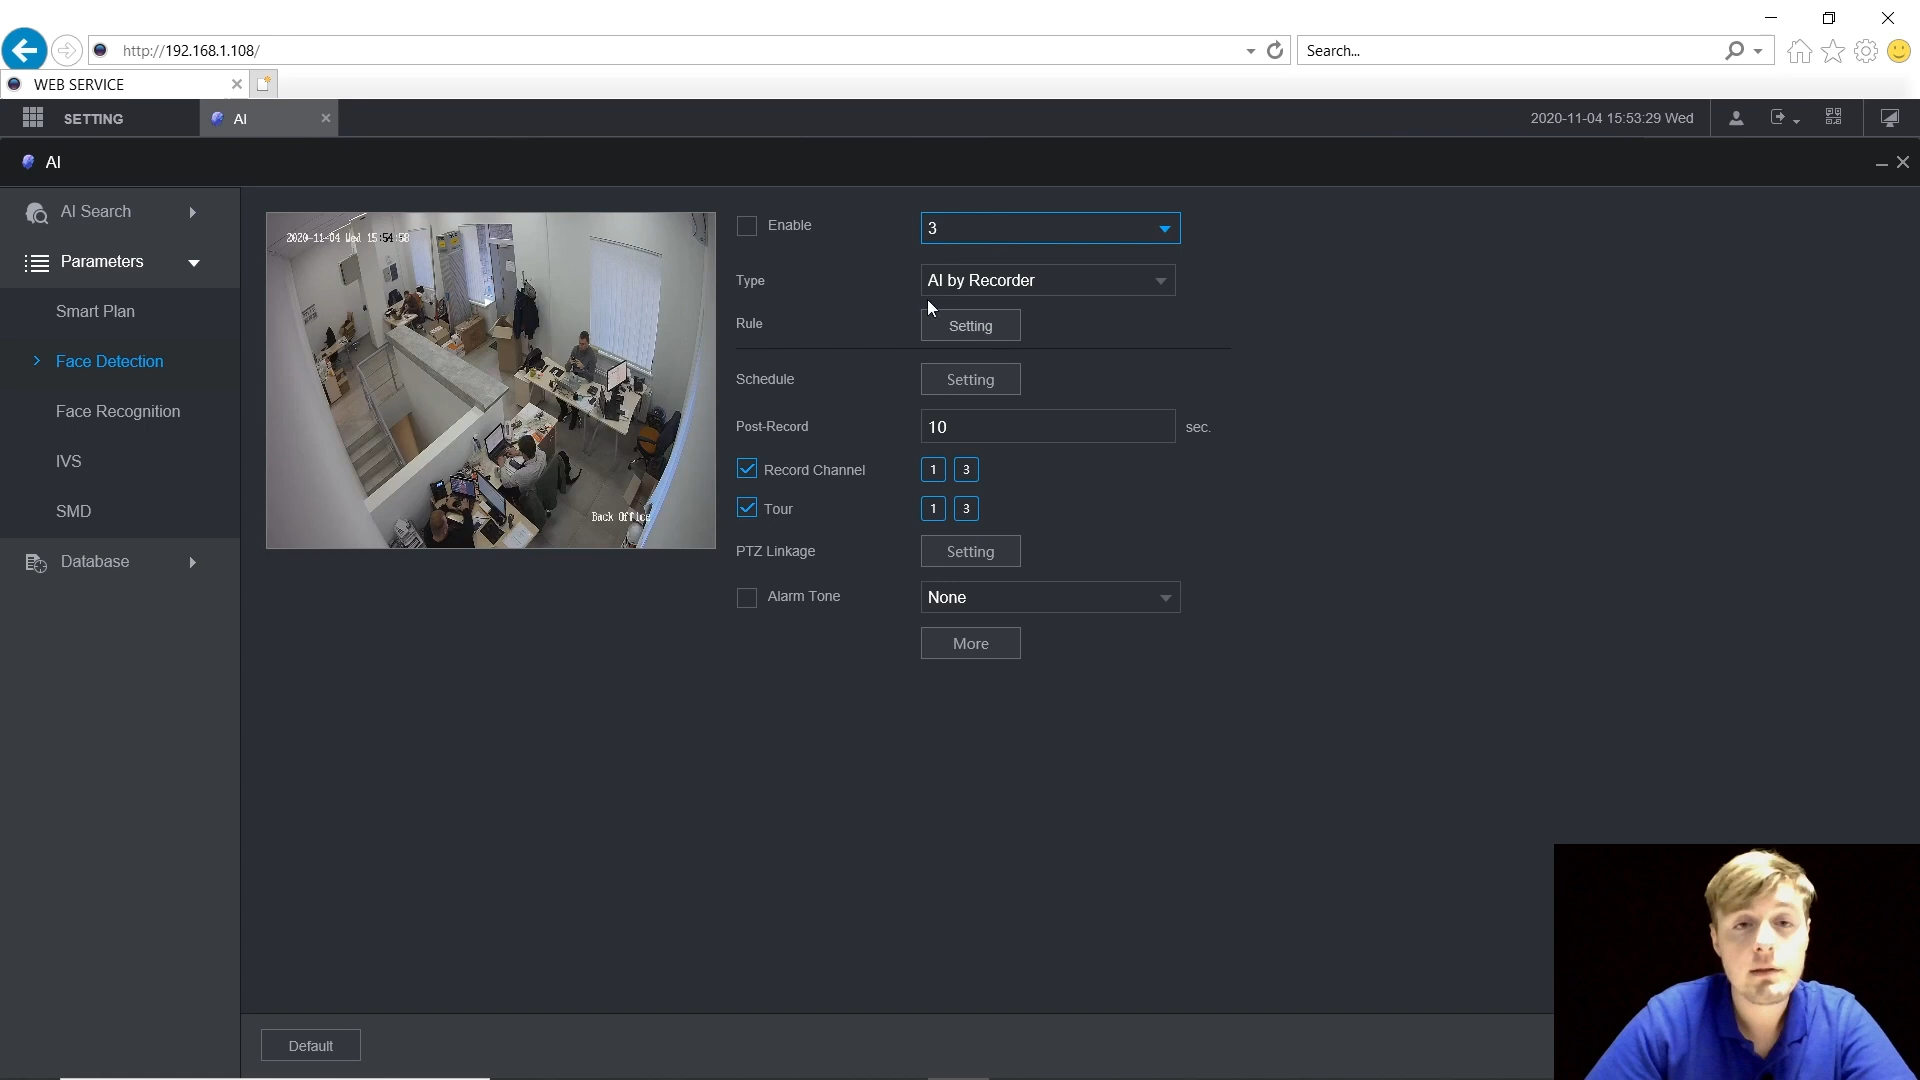 http://192.168.1.108/
Search...
WEB SERVICE
SETTING
AI
2020-11-04 15:53:29 Wed
AI
AI Search
Parameters
Smart Plan
Face Detection
Face Recognition
IVS
SMD
Database
2020-11-04 Wed 15:54:58
Back Office
Enable 3
Type AI by Recorder
Rule Setting
Schedule Setting
Post-Record 10 sec.
Record Channel 1 3
Tour 1 3
PTZ Linkage Setting
Alarm Tone None
More
Default